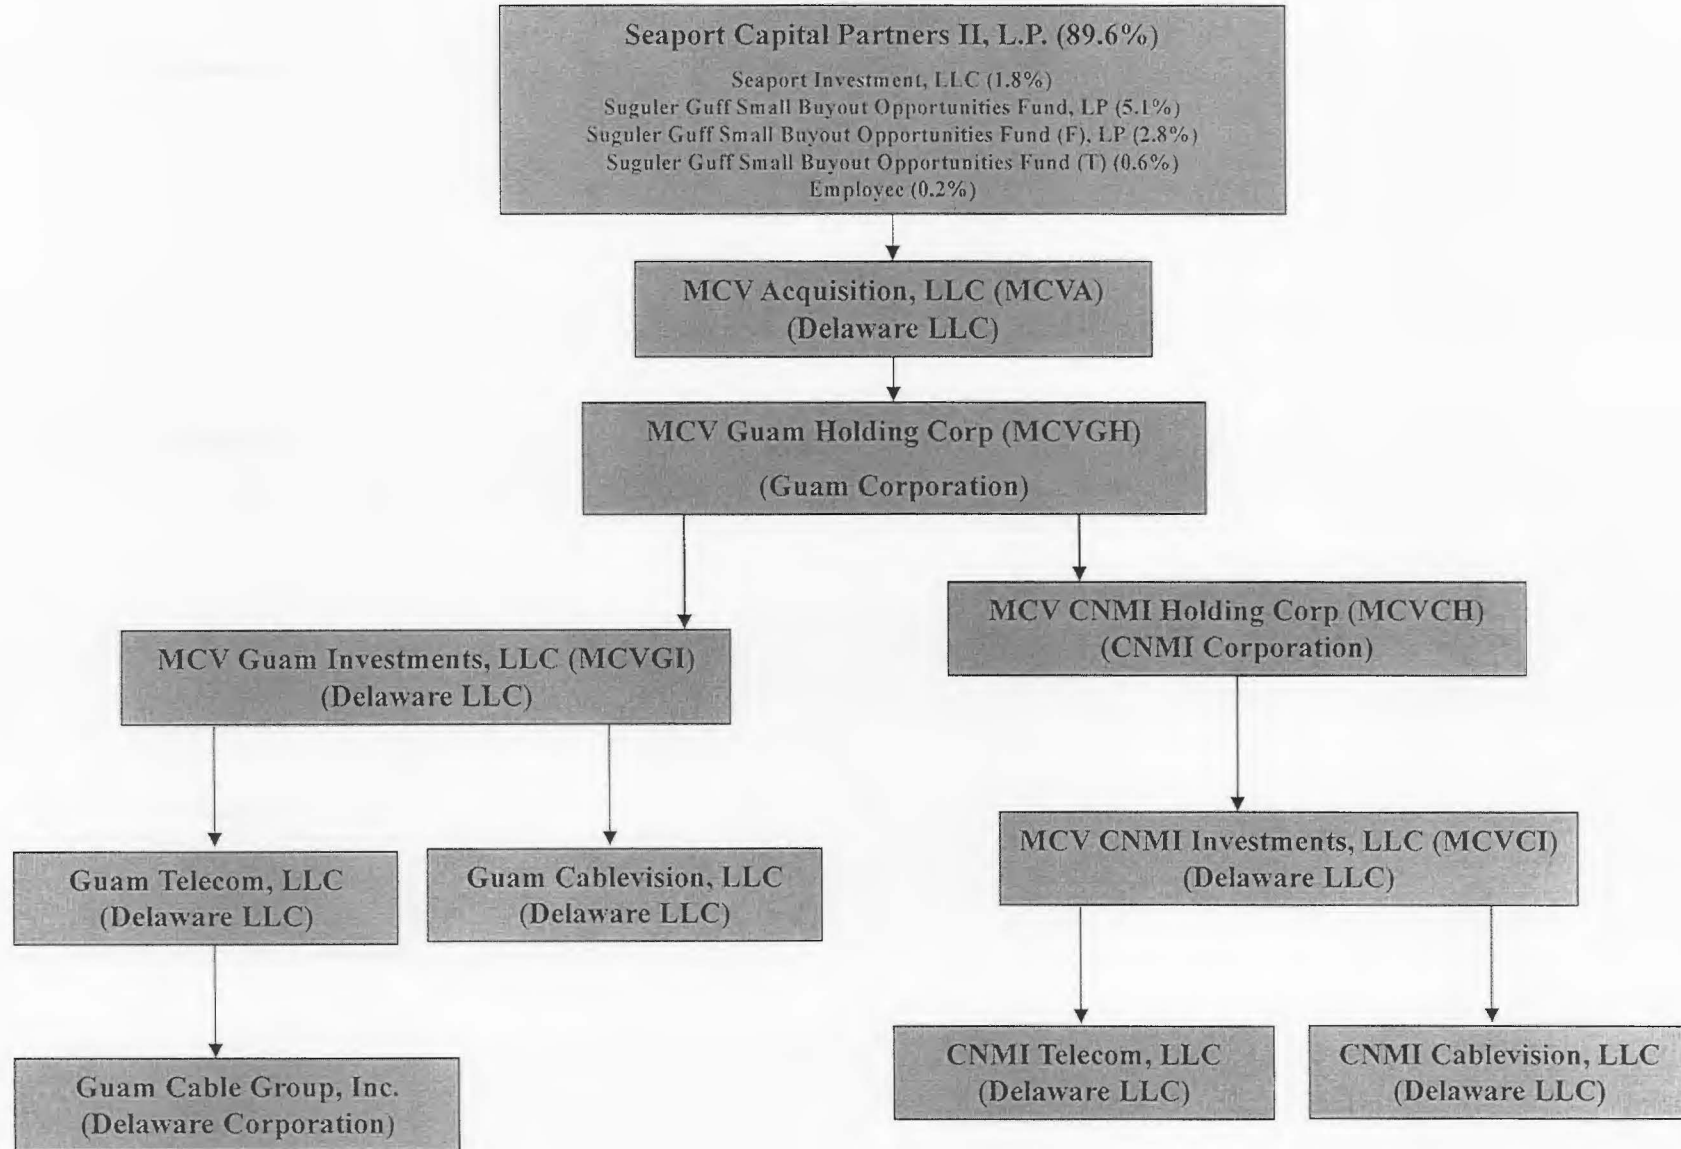 Seaport Capital Partners II, L.P. (89.6%)
Seaport Investment, LLC (1.8%)
Suguler Guff Small Buyout Opportunities Fund, LP (5.1%)
Suguler Guff Small Buyout Opportunities Fund (F), LP (2.8%)
Suguler Guff Small Buyout Opportunities Fund (T) (0.6%)
Employee (0.2%)
MCV Acquisition, LLC (MCVA)
(Delaware LLC)
MCV Guam Holding Corp (MCVGH)
(Guam Corporation)
MCV Guam Investments, LLC (MCVGI)
(Delaware LLC)
MCV CNMI Holding Corp (MCVCH)
(CNMI Corporation)
Guam Telecom, LLC
(Delaware LLC)
Guam Cablevision, LLC
(Delaware LLC)
MCV CNMI Investments, LLC (MCVCI)
(Delaware LLC)
Guam Cable Group, Inc.
(Delaware Corporation)
CNMI Telecom, LLC
(Delaware LLC)
CNMI Cablevision, LLC
(Delaware LLC)